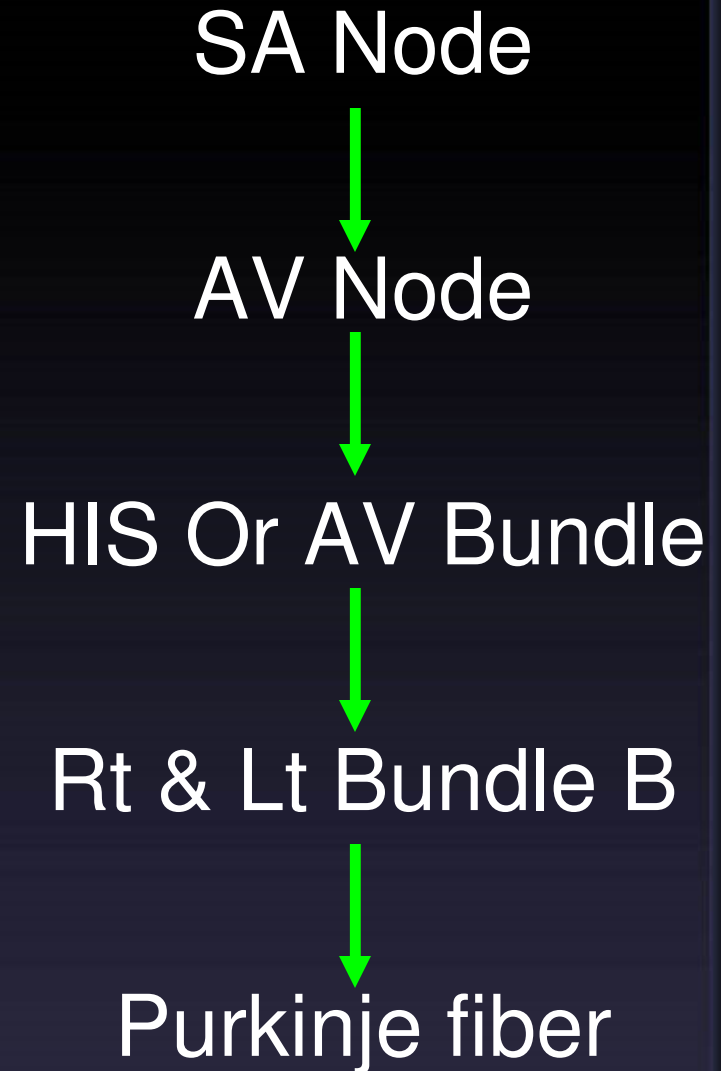 SA Node
AV Node
HIS Or AV Bundle
Rt & Lt Bundle B
Purkinje fiber